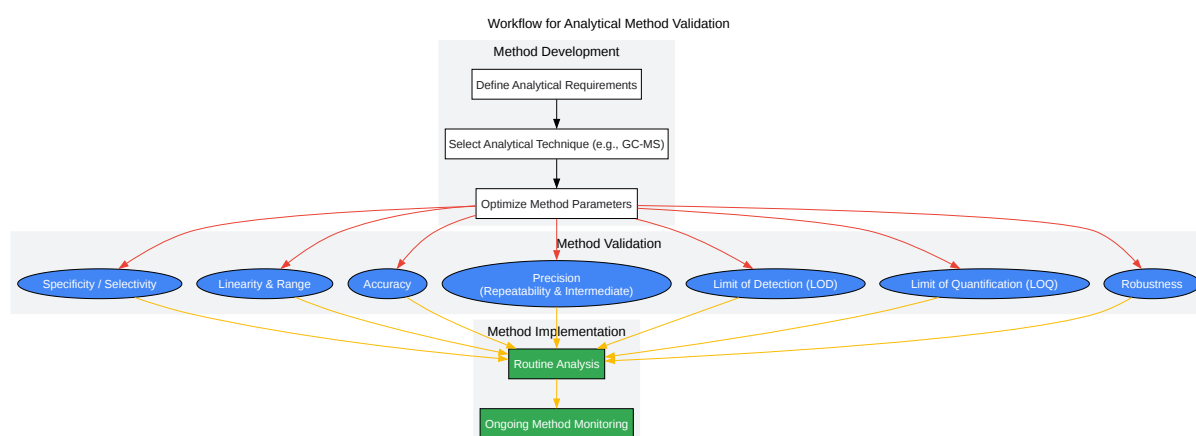 Workflow for Analytical Method Validation
Method Development
Define Analytical Requirements
Select Analytical Technique (e.g., GC-MS)
Optimize Method Parameters
Method Validation
Specificity / Selectivity
Linearity & Range
Accuracy
Precision
(Repeatability & Intermediate)
Limit of Detection (LOD)
Limit of Quantification (LOQ)
Robustness
Method Implementation
Routine Analysis
Ongoing Method Monitoring